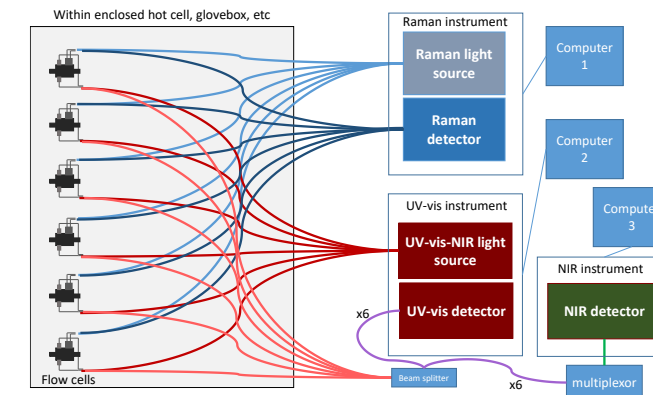 Within enclosed hot cell, glovebox, etc
Flow cells
Raman instrument
Raman light
source
Raman
detector
Computer
1
Computer
2
UV-vis instrument
UV-vis-NIR light
source
UV-vis detector
x6
Beam splitter
x6
Compute
3
NIR instrument
NIR detector
multiplexor